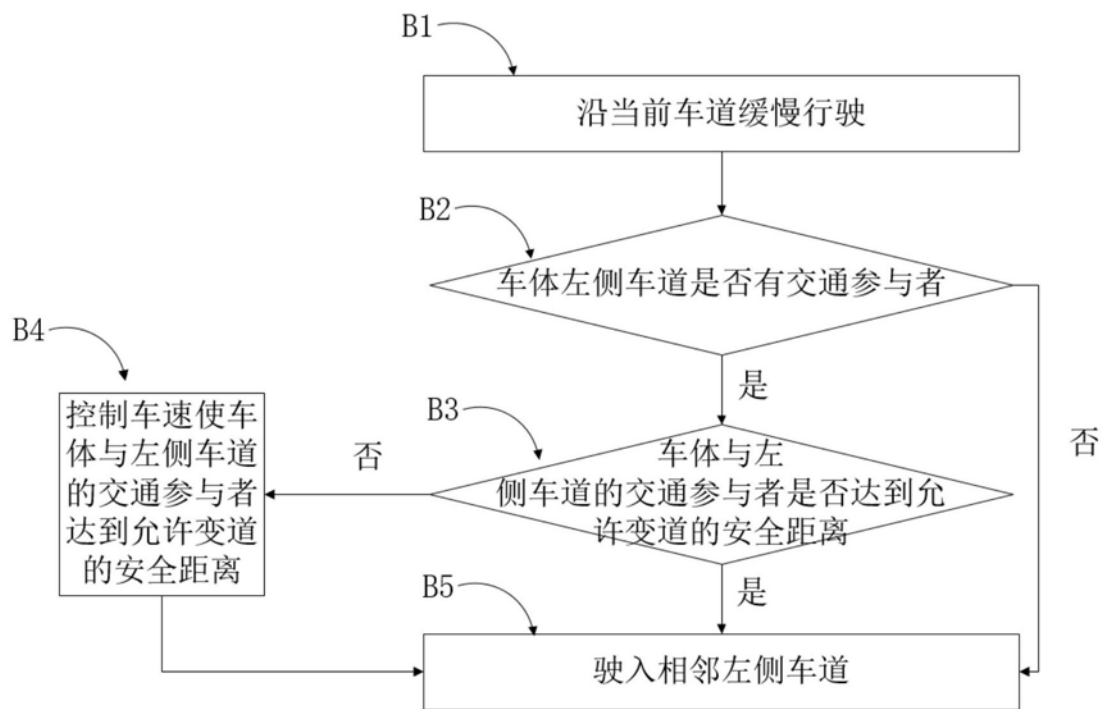 B1
沿当前车道缓慢行驶
B2
车体左侧车道是否有交通参与者
是
否
B3
车体与左
侧车道的交通参与者是否达到允
许变道的安全距离
否
B4
控制车速使车
体与左侧车道
的交通参与者
达到允许变道
的安全距离
是
B5
驶入相邻左侧车道